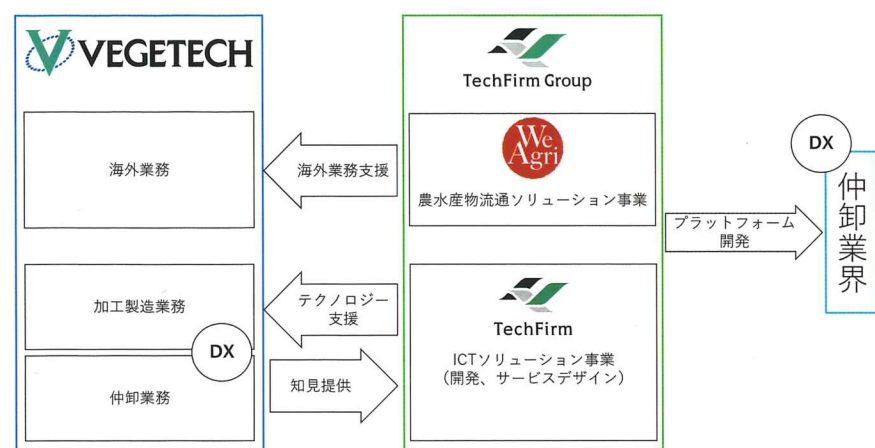 VEGETECH
海外業務
加工製造業務
DX
仲卸業務
海外業務支援
テクノロジー
支援
知見提供
TechFirm Group
We
Agri
農水産物流通ソリューション事業
TechFirm
ICTソリューション事業
(開発、サービスデザイン)
プラットフォーム
開発
DX
仲卸業界